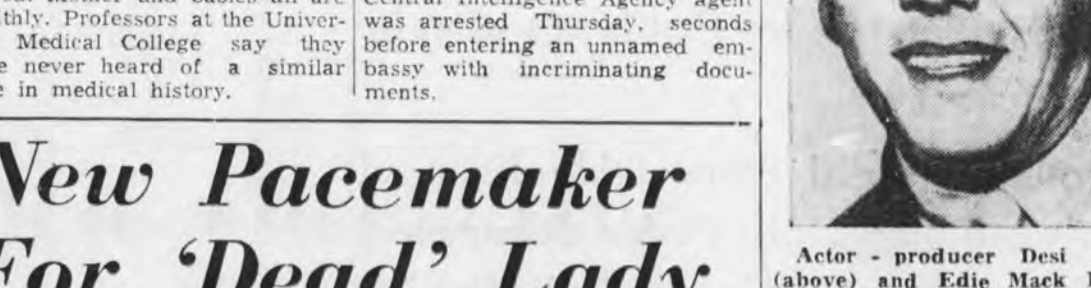 thly. Professors at the Univer-
Medical College say they
e never heard of a similar
e in medical history.
Central Intelligence Agency agent
was arrested Thursday, seconds
before entering an unnamed em-
bassy with incriminating docu-
ments.
New Pacemaker
For ‘Dead’ Lady
Actor - producer Desi
(above) and Edie Mack